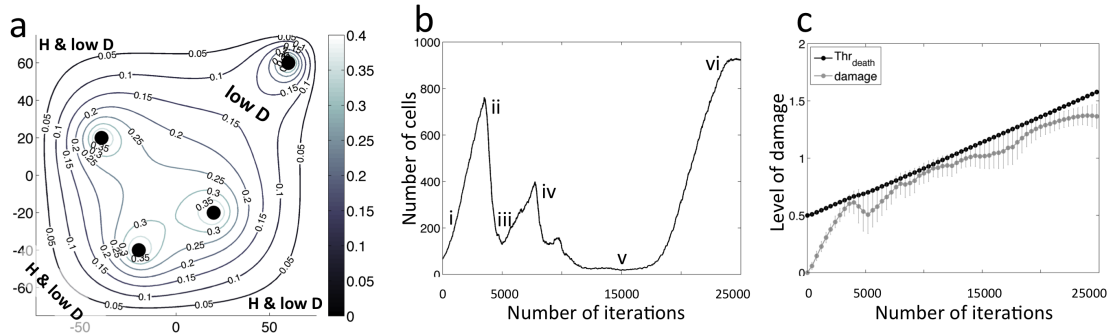 a
H & low D
low D
H & low D
H & low D
60
40
20
0
-20
-40
-60
-50
0
50
0.4
0.35
0.3
0.25
0.2
0.15
0.1
0.05
0
0.05
0.1
0.15
0.2
0.25
0.3
0.35
b
Number of cells
1000
800
600
400
200
0
i
ii
iii
iv
v
vi
0
5000
15000
25000
Number of iterations
c
Level of damage
2
1.5
1
0.5
0
Thr death
damage
0
5000
15000
25000
Number of iterations